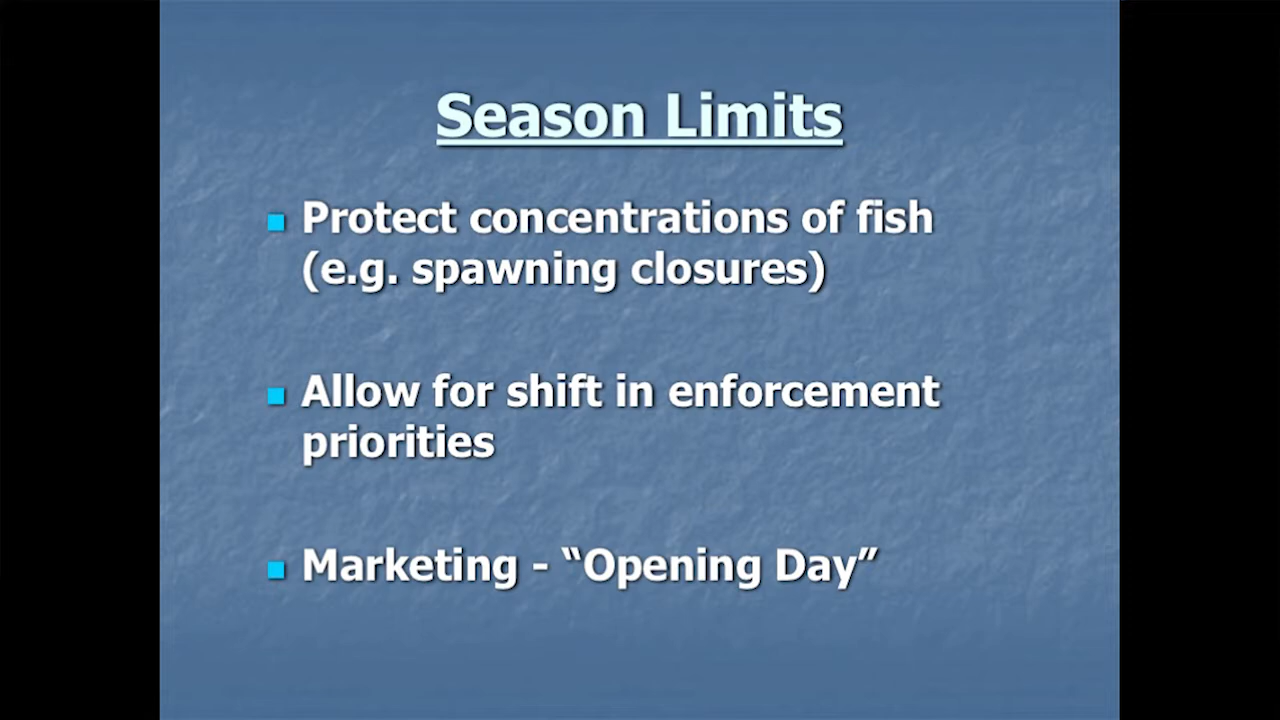 Season Limits
Protect concentrations of fish
(e.g. spawning closures)
Allow for shift in enforcement
priorities
Marketing - “Opening Day”